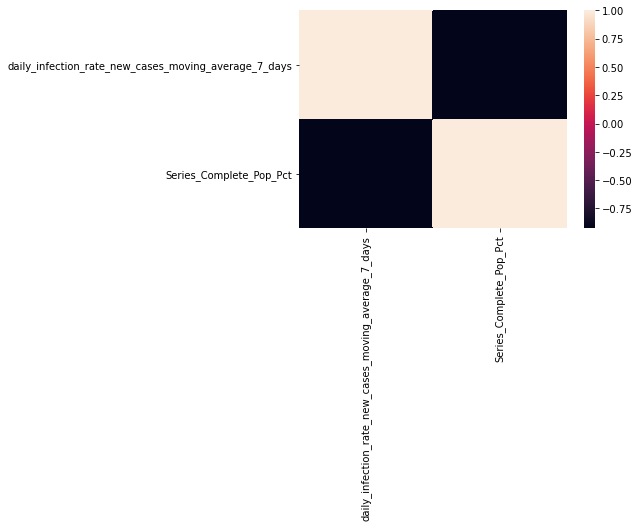 daily_infection_rate_new_cases_moving_average_7_days
Series_Complete_Pop_Pct
daily_infection_rate_new_cases_moving_average_7_days
Series_Complete_Pop_Pct
1.00
0.75
0.50
0.25
0.00
−0.25
−0.50
−0.75